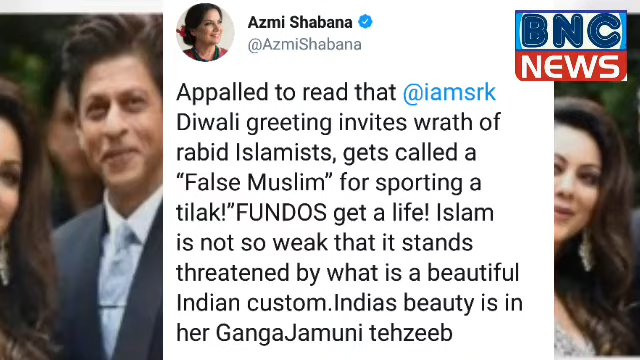 Azmi Shabana
@AzmiShabana
BNC
NEWS
Appalled to read that @iamsrk
Diwali greeting invites wrath of
rabid Islamists, gets called a
“False Muslim” for sporting a
tilak!”FUNDOS get a life! Islam
is not so weak that it stands
threatened by what is a beautiful
Indian custom.Indias beauty is in
her GangaJamuni tehzeeb